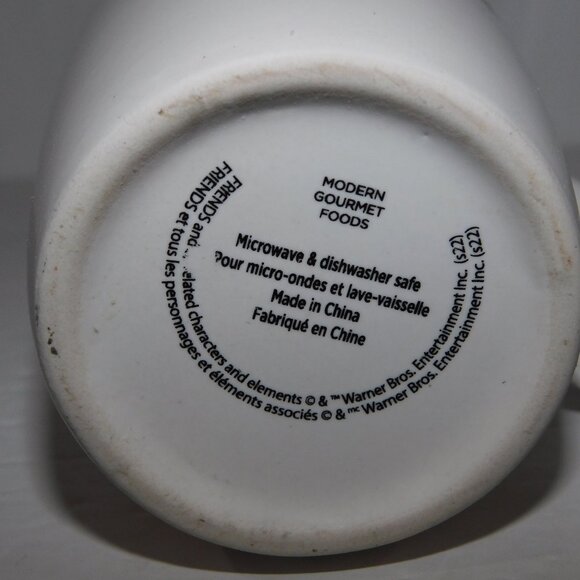 MODERN
GOURMET
FOODS
Microwave & dishwasher safe
Pour micro-ondes et lave-vaisselle
Made in China
Fabriqué en Chine
FRIENDS and elated characters and elements © & ™ Warner Bros. Entertainment Inc. (s22)
FRIENDS et tous les personnages et éléments associés © & ᵐᶜ Warner Bros. Entertainment Inc. (s22)